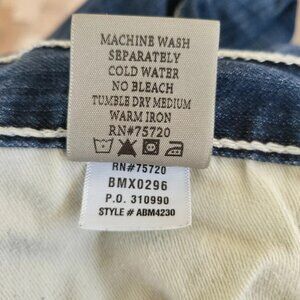 MACHINE WASH
SEPARATELY
COLD WATER
NO BLEACH
TUMBLE DRY MEDIUM
WARM IRON
RN#75720
RN#75720
BMX0296
P.O. 310990
STYLE # ABM4230